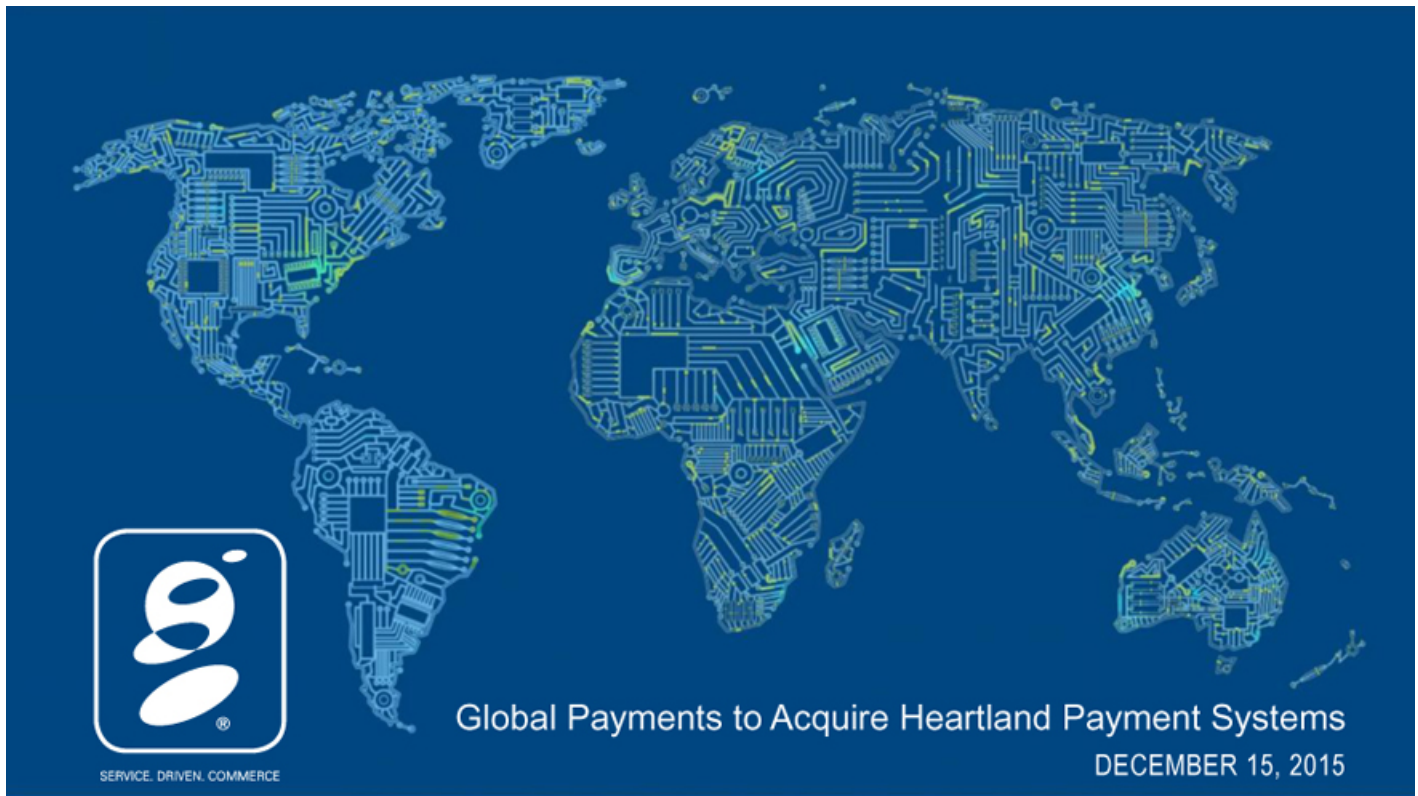 Global Payments to Acquire Heartland Payment Systems
DECEMBER 15, 2015
®
SERVICE. DRIVEN. COMMERCE